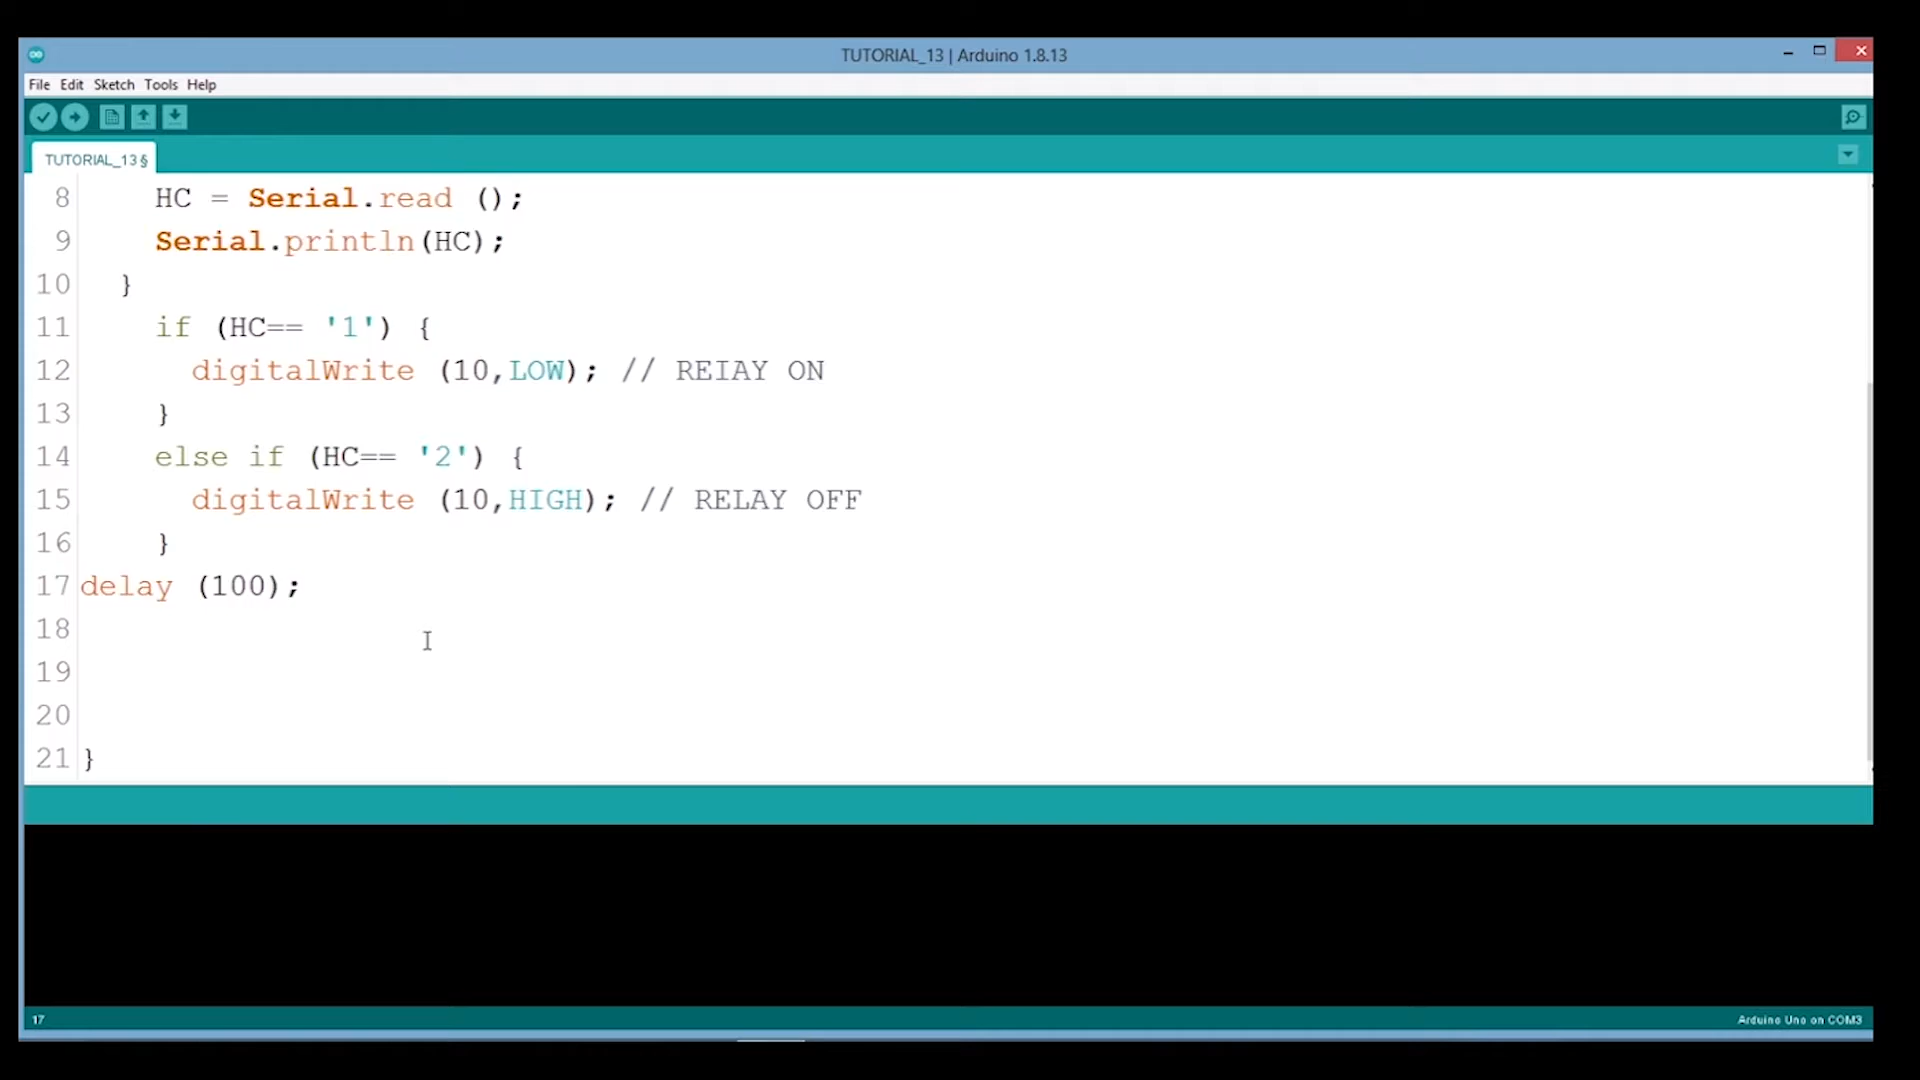 TUTORIAL_13 | Arduino 1.8.13
File Edit Sketch Tools Help
TUTORIAL_13 §
8 HC = Serial.read ();
9 Serial.println(HC);
10 }
11 if (HC== '1') {
12 digitalWrite (10,LOW); // REIAY ON
13 }
14 else if (HC== '2') {
15 digitalWrite (10,HIGH); // RELAY OFF
16 }
17 delay (100);
18
19
20
21 }
17
Arduino Uno on COM3